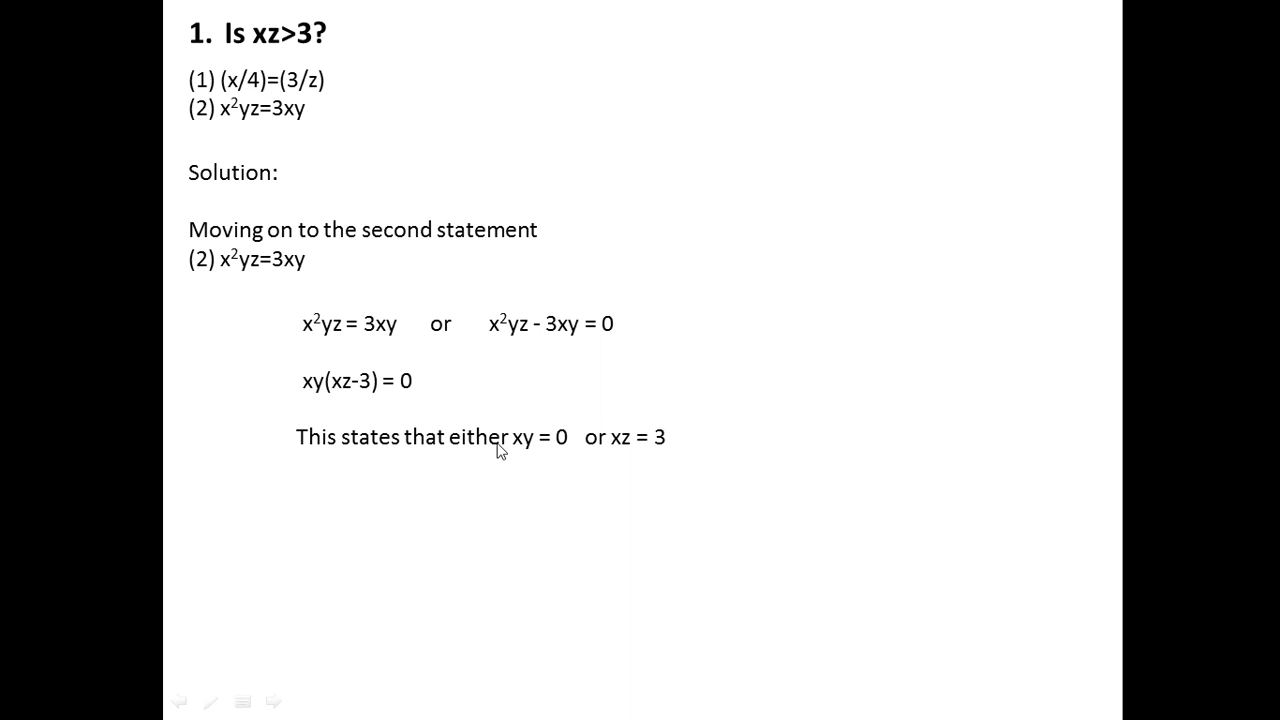 1. Is xz>3?
(1) (x/4)=(3/z)
(2) x²yz=3xy
Solution:
Moving on to the second statement
(2) x²yz=3xy
x²yz = 3xy or x²yz - 3xy = 0
xy(xz-3) = 0
This states that either xy = 0 or xz = 3